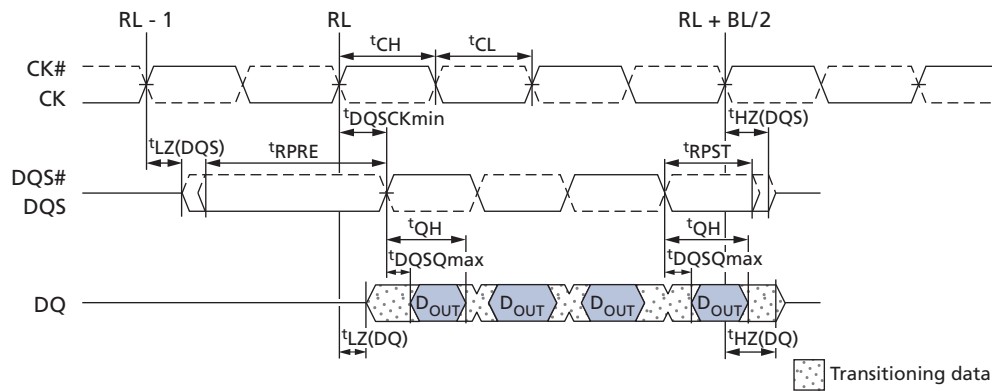 RL - 1 RL RL + BL/2
tCH tCL
CK#
CK
tDQSCKmin tHZ(DQS)
tLZ(DQS) tRPRE tRPST
DQS#
DQS
tQH tQH
tDQSQmax tDQSQmax
DQ DOUT DOUT DOUT DOUT
tLZ(DQ) tHZ(DQ)
Transitioning data